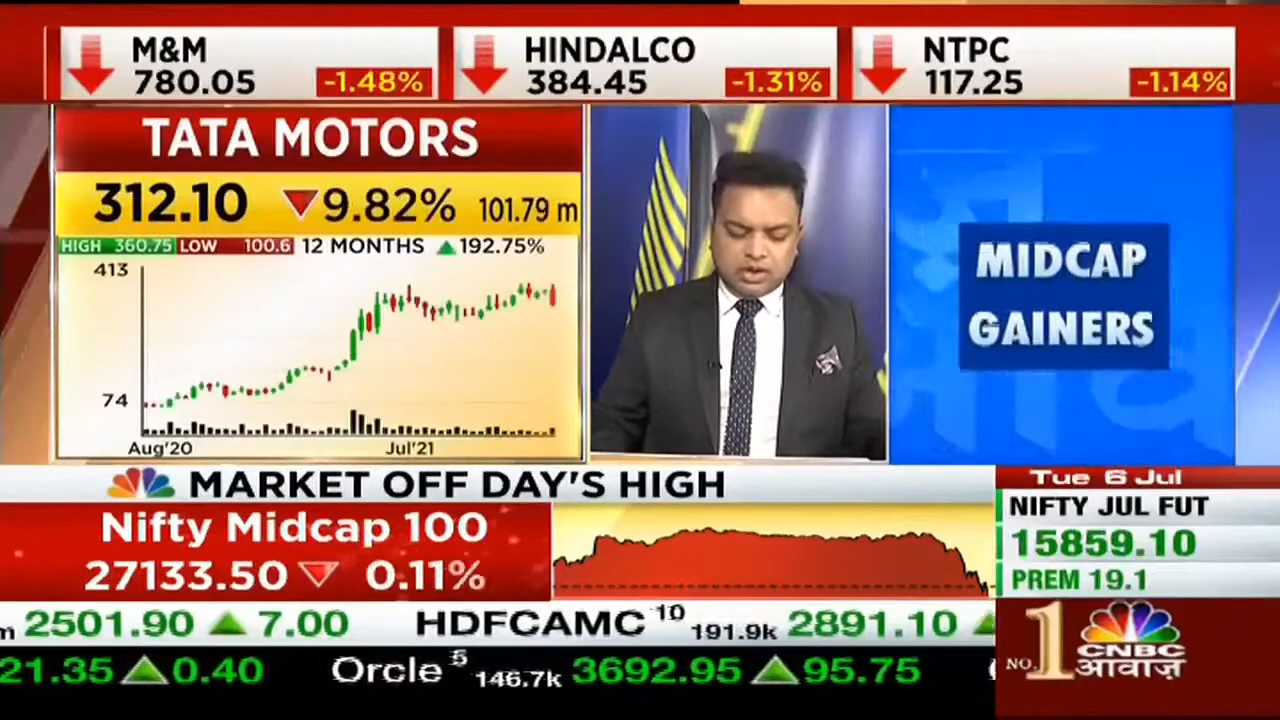 M&M
780.05 -1.48%
HINDALCO
384.45 -1.31%
NTPC
117.25 -1.14%
TATA MOTORS
312.10 ▼9.82% 101.79 m
HIGH 360.75 LOW 100.6 12 MONTHS ▲192.75%
413
74
Aug'20 Jul'21
MIDCAP
GAINERS
MARKET OFF DAY'S HIGH
Nifty Midcap 100
27133.50 ▽ 0.11%
Tue 6 Jul
NIFTY JUL FUT
15859.10
PREM 19.1
m 2501.90 ▲ 7.00 HDFCAMC 10 191.9k 2891.10 ▲
21.35 ▲ 0.40 Orcle 5 146.7k 3692.95 ▲ 95.75
NO. 1 CNBC
आवाज़